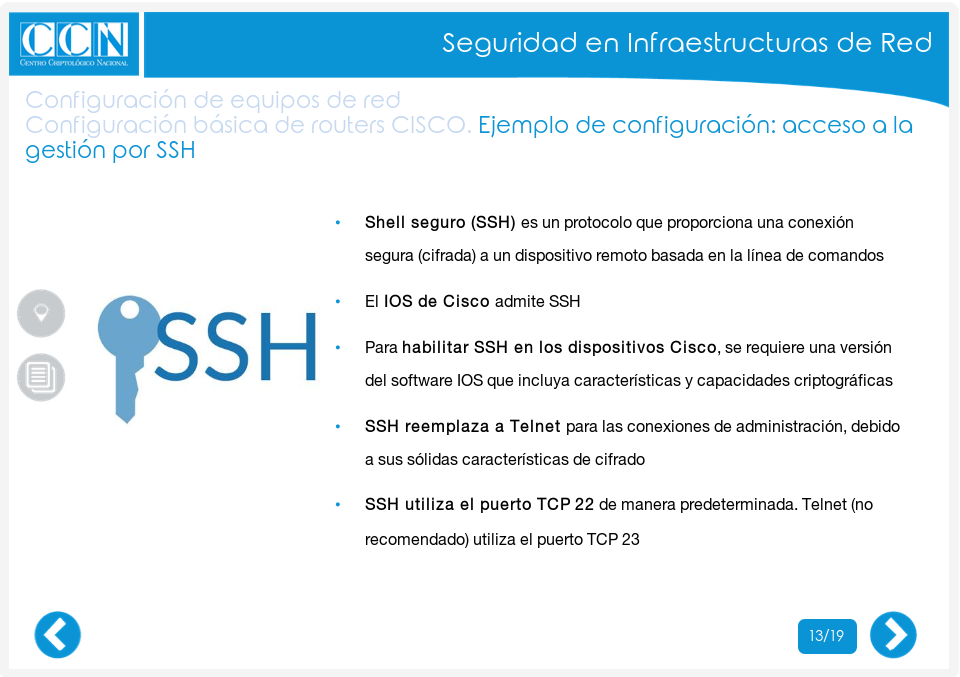 CCN
CENTRO CRIPTOLÓGICO NACIONAL
Seguridad en Infraestructuras de Red
Configuración de equipos de red
Configuración básica de routers CISCO. Ejemplo de configuración: acceso a la
gestión por SSH
• Shell seguro (SSH) es un protocolo que proporciona una conexión
segura (cifrada) a un dispositivo remoto basada en la línea de comandos
• El IOS de Cisco admite SSH
• Para habilitar SSH en los dispositivos Cisco, se requiere una versión
del software IOS que incluya características y capacidades criptográficas
• SSH reemplaza a Telnet para las conexiones de administración, debido
a sus sólidas características de cifrado
• SSH utiliza el puerto TCP 22 de manera predeterminada. Telnet (no
recomendado) utiliza el puerto TCP 23
SSH
13/19